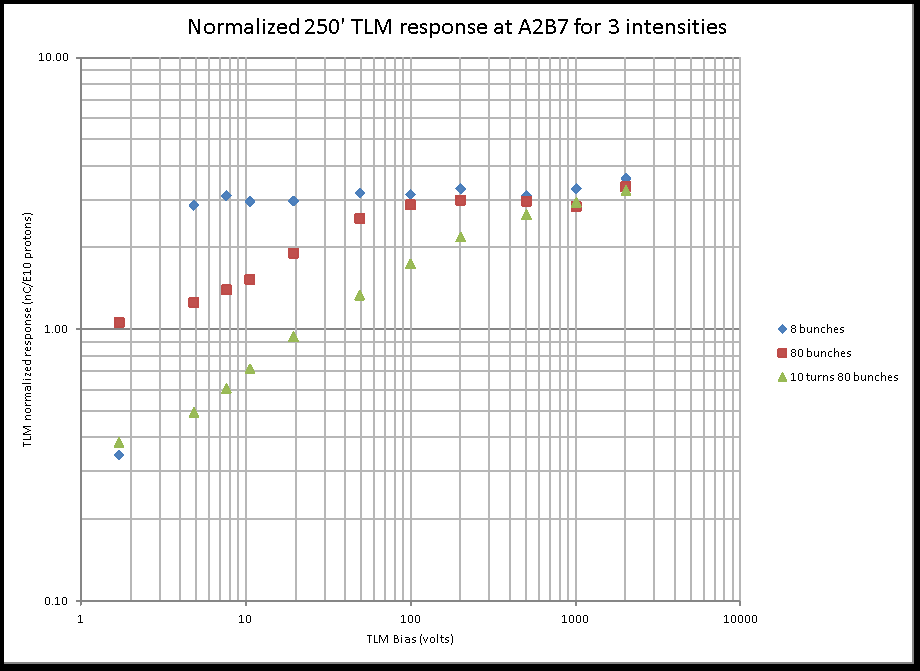 Normalized 250' TLM response at A2B7 for 3 intensities
10.00
1.00
0.10
TLM normalized response (nC/E10 protons)
1
10
100
1000
10000
TLM Bias (volts)
8 bunches
80 bunches
10 turns 80 bunches